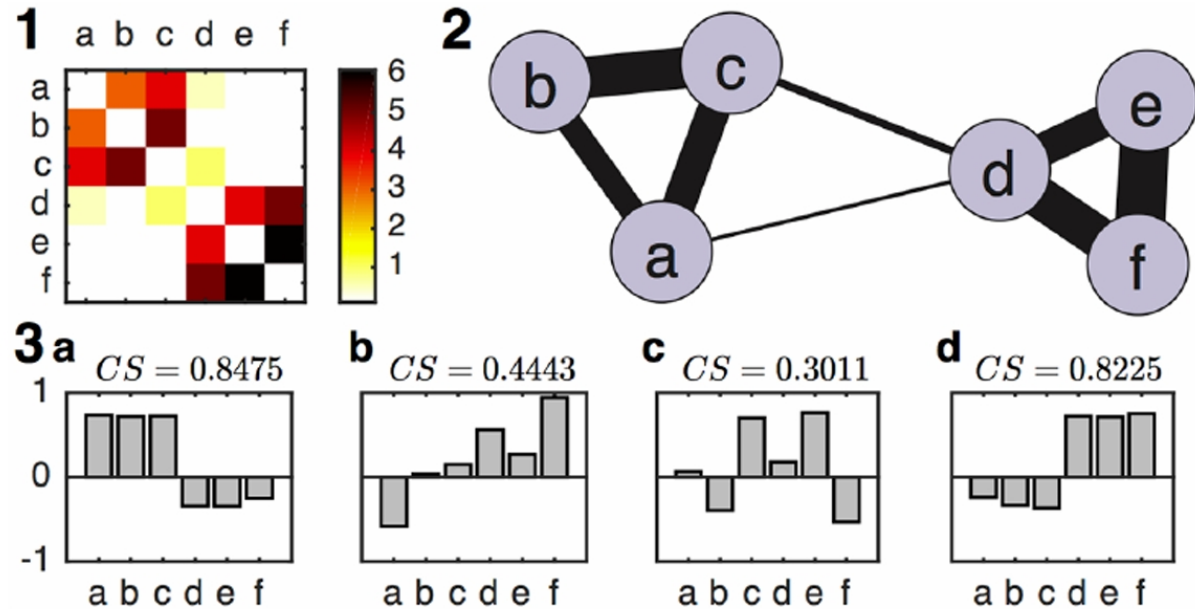 1 a b c d e f
a
b
c
d
e
f
6
5
4
3
2
1
2
b
c
a
d
e
f
3 a
CS = 0.8475
b
CS = 0.4443
c
CS = 0.3011
d
CS = 0.8225
1
0
-1
a b c d e f
a b c d e f
a b c d e f
a b c d e f